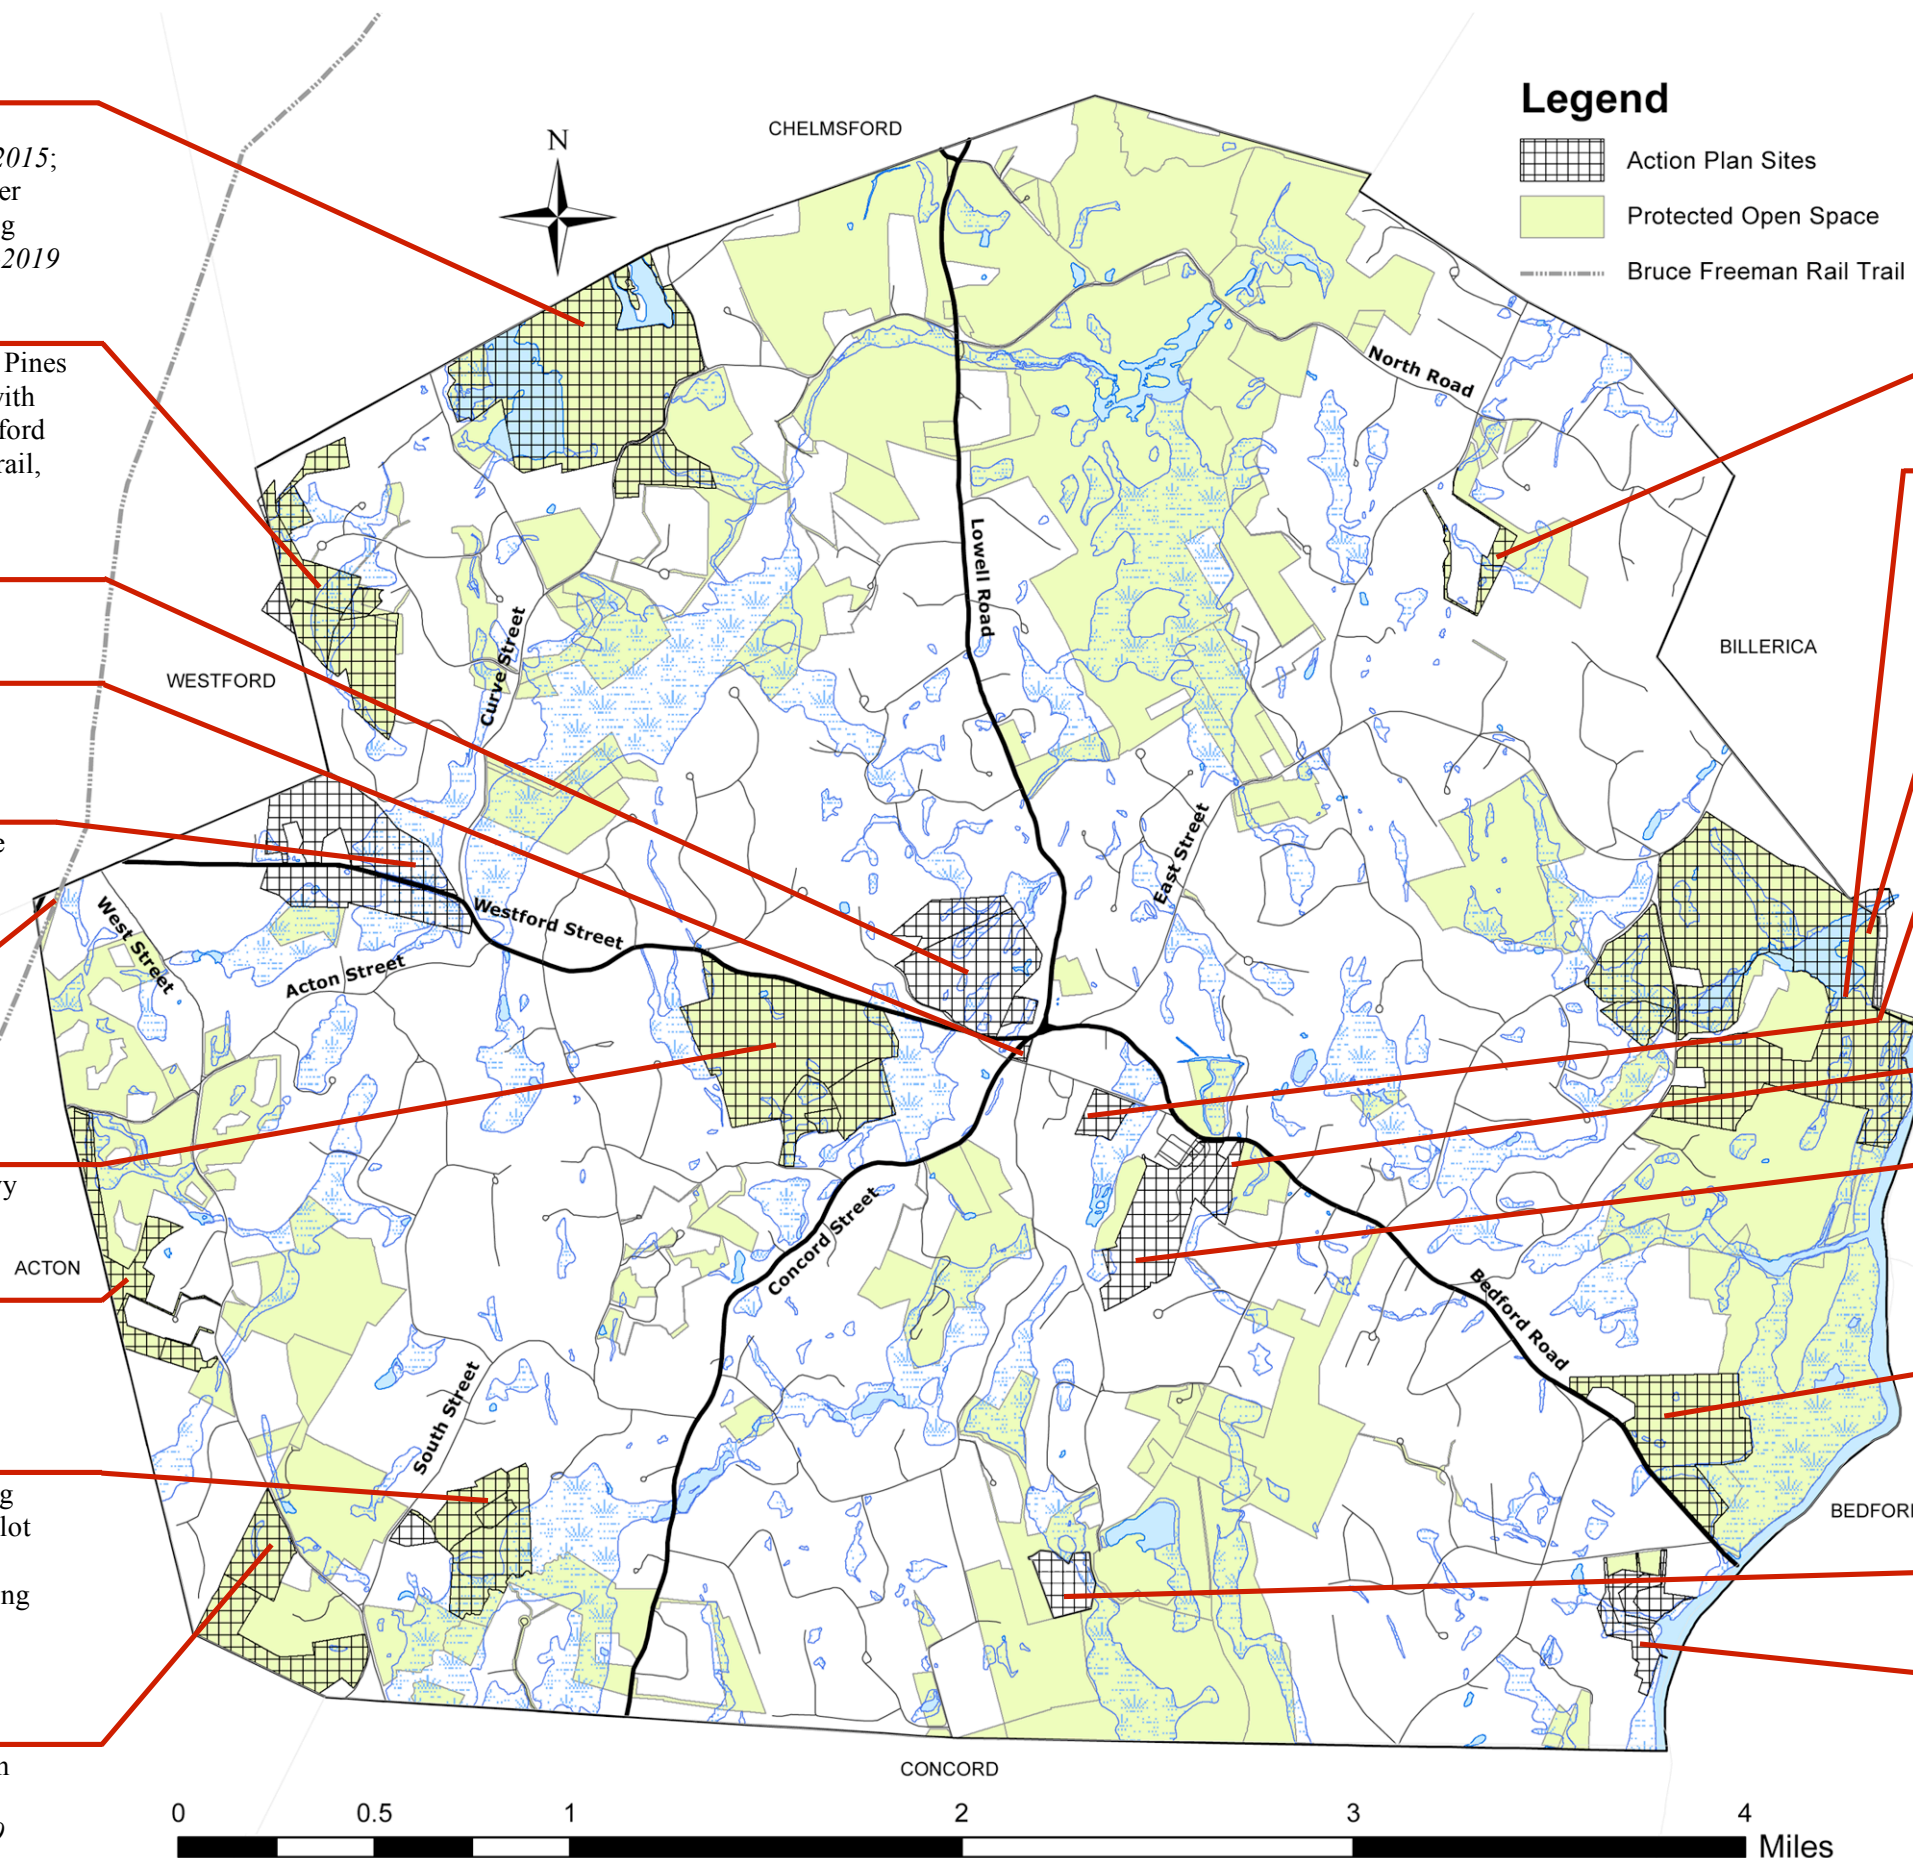 2015;
er
g
2019
Pines
with
ford
rail,
e
vy
g
lot
ng
n
N
CHELMSFORD
Legend
Action Plan Sites
Protected Open Space
Bruce Freeman Rail Trail
North Road
Lowell Road
BILLERICA
WESTFORD
Curve Street
East Street
West Street
Westford Street
Acton Street
ACTON
Concord Street
Bedford Road
South Street
BEDFOR
CONCORD
0 0.5 1 2 3 4
Miles